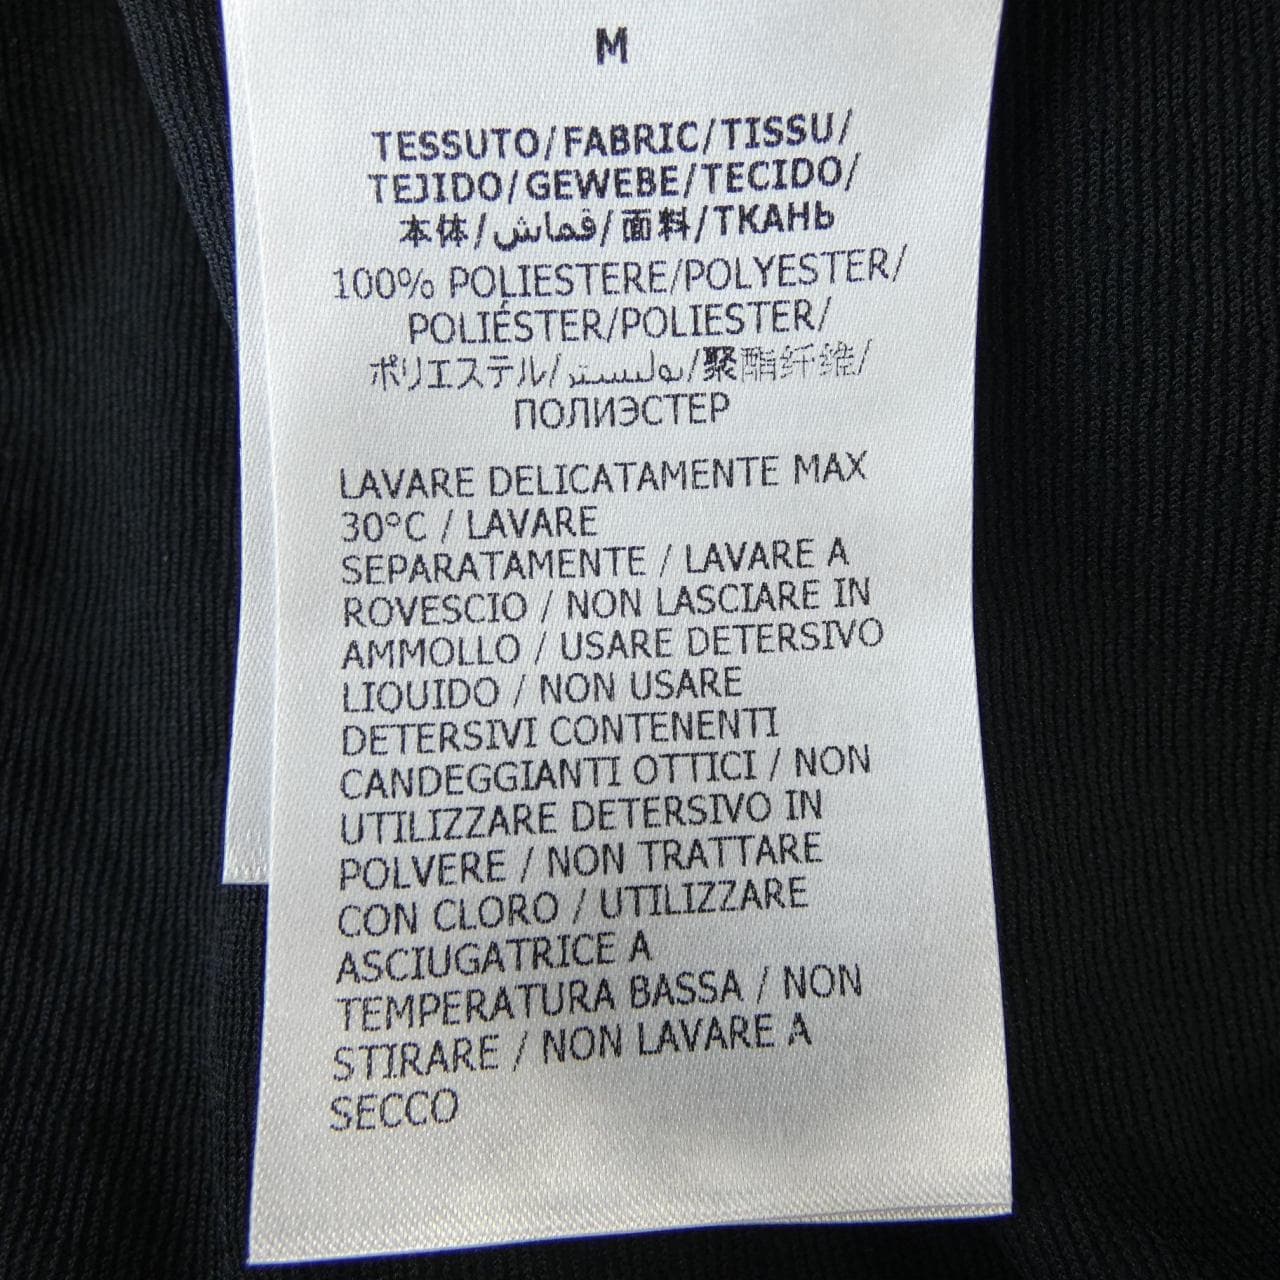 M
TESSUTO/FABRIC/TISSU/
TEJIDO/GEWEBE/TECIDO/
本体/قماش/面料/ТКАНЬ
100% POLIESTERE/POLYESTER/
POLIÉSTER/POLIESTER/
ポリエステル/بوليستر/聚酯纤维/
ПОЛИЭСТЕР
LAVARE DELICATAMENTE MAX
30°C / LAVARE
SEPARATAMENTE / LAVARE A
ROVESCIO / NON LASCIARE IN
AMMOLLO / USARE DETERSIVO
LIQUIDO / NON USARE
DETERSIVI CONTENENTI
CANDEGGIANTI OTTICI / NON
UTILIZZARE DETERSIVO IN
POLVERE / NON TRATTARE
CON CLORO / UTILIZZARE
ASCIUGATRICE A
TEMPERATURA BASSA / NON
STIRARE / NON LAVARE A
SECCO